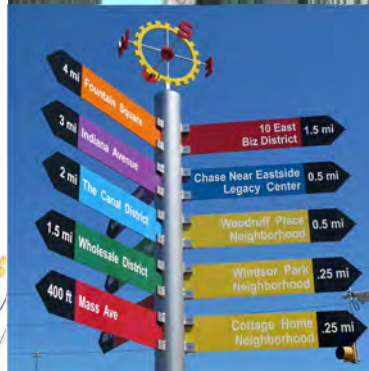 S
4 mi Fountain Square
3 mi Indiana Avenue
2 mi The Canal District
1.5 mi Wholesale District
400 ft Mass Ave
10 East
Biz District 1.5 mi
Chase Near Eastside
Legacy Center 0.5 mi
Woodruff Place
Neighborhood 0.5 mi
Windsor Park
Neighborhood .25 mi
Cottage Home
Neighborhood .25 mi